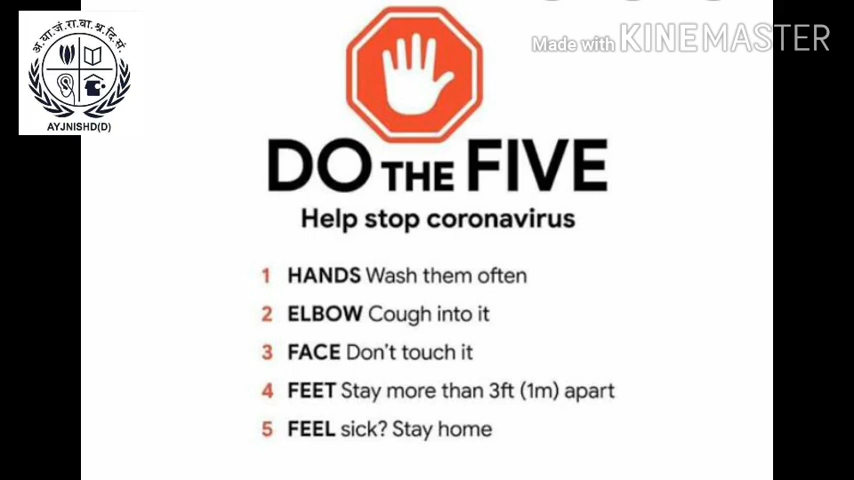 अ.या.जं.रा.वा.श्र.दि.सं.
AYJNISHD(D)
Made with KINEMASTER
DO THE FIVE
Help stop coronavirus
1 HANDS Wash them often
2 ELBOW Cough into it
3 FACE Don't touch it
4 FEET Stay more than 3ft (1m) apart
5 FEEL sick? Stay home